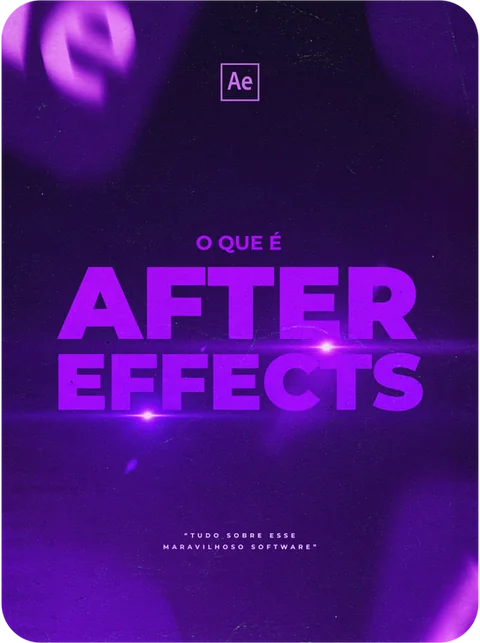 Ae
O QUE É
AFTER
EFFECTS
"TUDO SOBRE ESSE
MARAVILHOSO SOFTWARE"